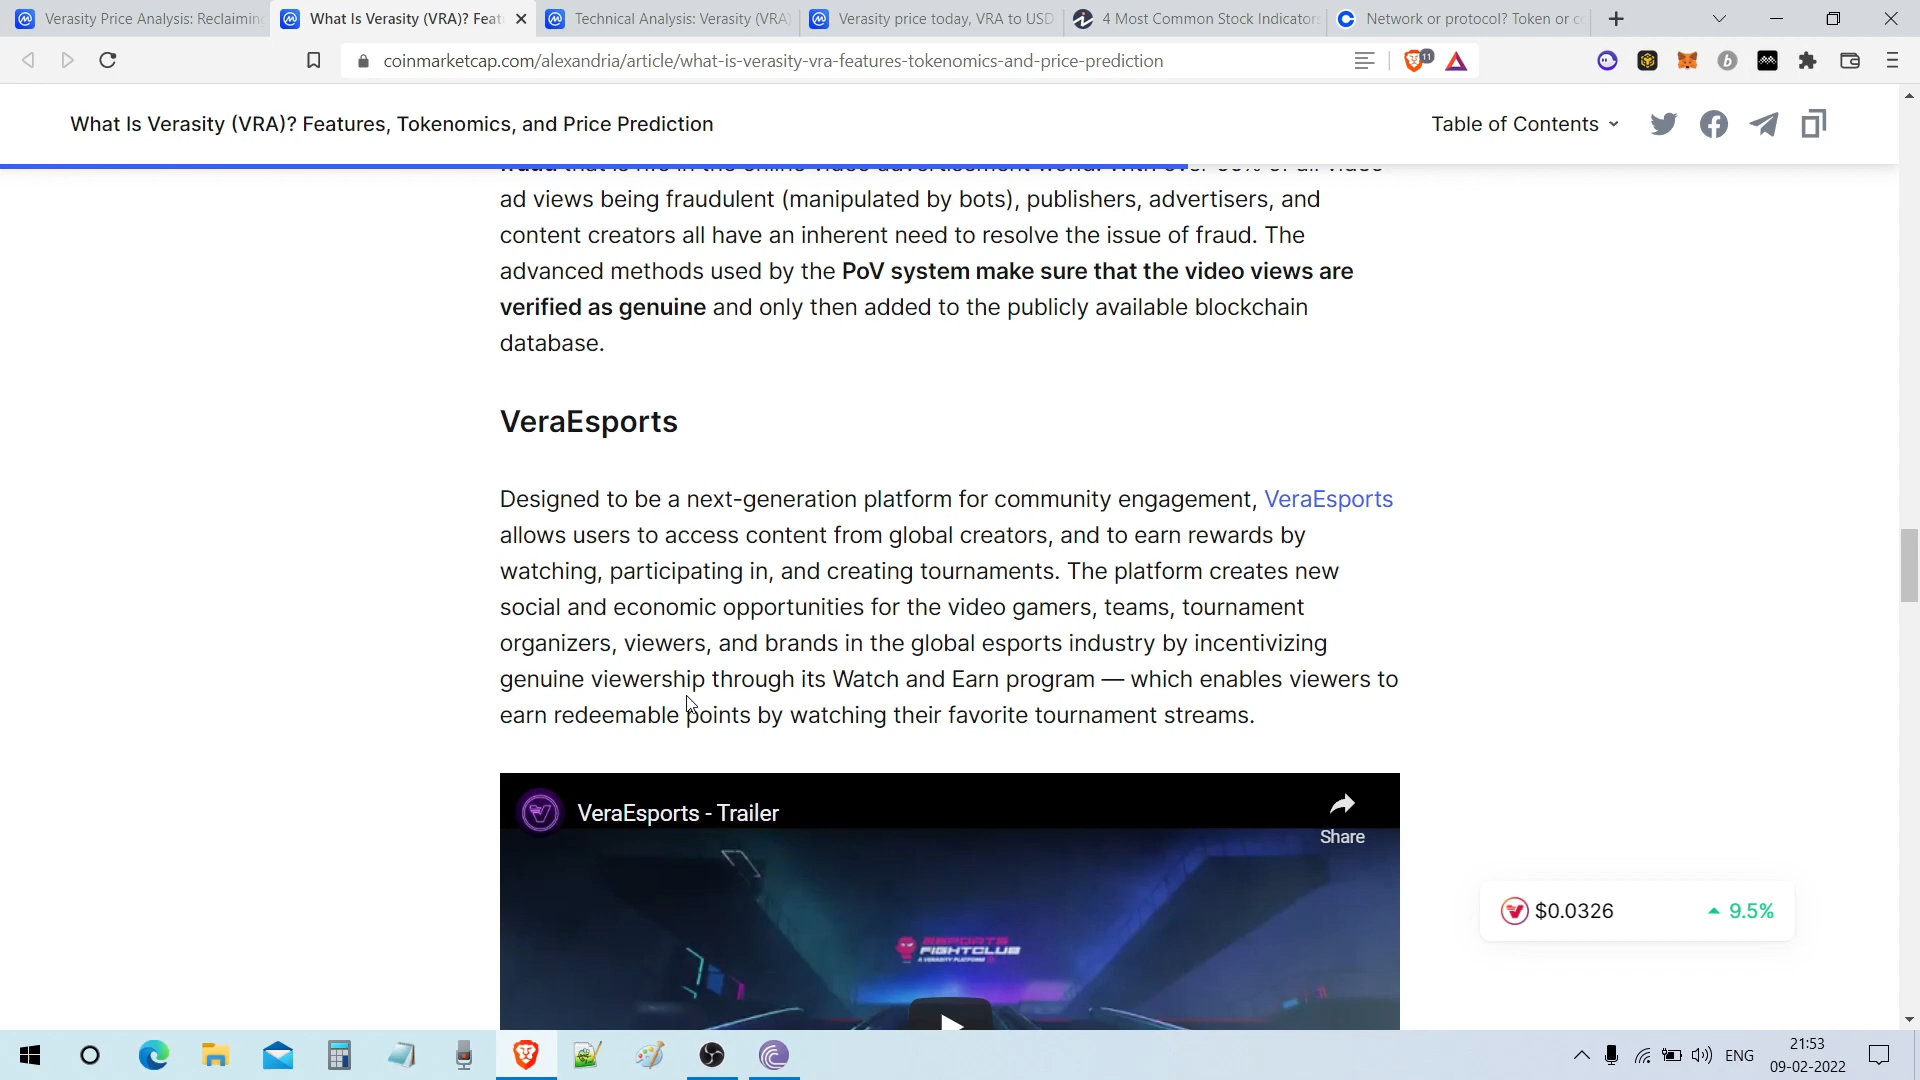 Verasity Price Analysis: Reclaimin
What Is Verasity (VRA)? Feat
Technical Analysis: Verasity (VRA)
Verasity price today, VRA to USD
4 Most Common Stock Indicators
Network or protocol? Token or co
coinmarketcap.com/alexandria/article/what-is-verasity-vra-features-tokenomics-and-price-prediction
11
What Is Verasity (VRA)? Features, Tokenomics, and Price Prediction
Table of Contents
ad views being fraudulent (manipulated by bots), publishers, advertisers, and
content creators all have an inherent need to resolve the issue of fraud. The
advanced methods used by the PoV system make sure that the video views are
verified as genuine and only then added to the publicly available blockchain
database.
VeraEsports
Designed to be a next-generation platform for community engagement, VeraEsports
allows users to access content from global creators, and to earn rewards by
watching, participating in, and creating tournaments. The platform creates new
social and economic opportunities for the video gamers, teams, tournament
organizers, viewers, and brands in the global esports industry by incentivizing
genuine viewership through its Watch and Earn program — which enables viewers to
earn redeemable points by watching their favorite tournament streams.
VeraEsports - Trailer
Share
ESPORTS
FIGHTCLUB
A VERASITY PLATFORM
$0.0326
9.5%
ENG
21:53
09-02-2022